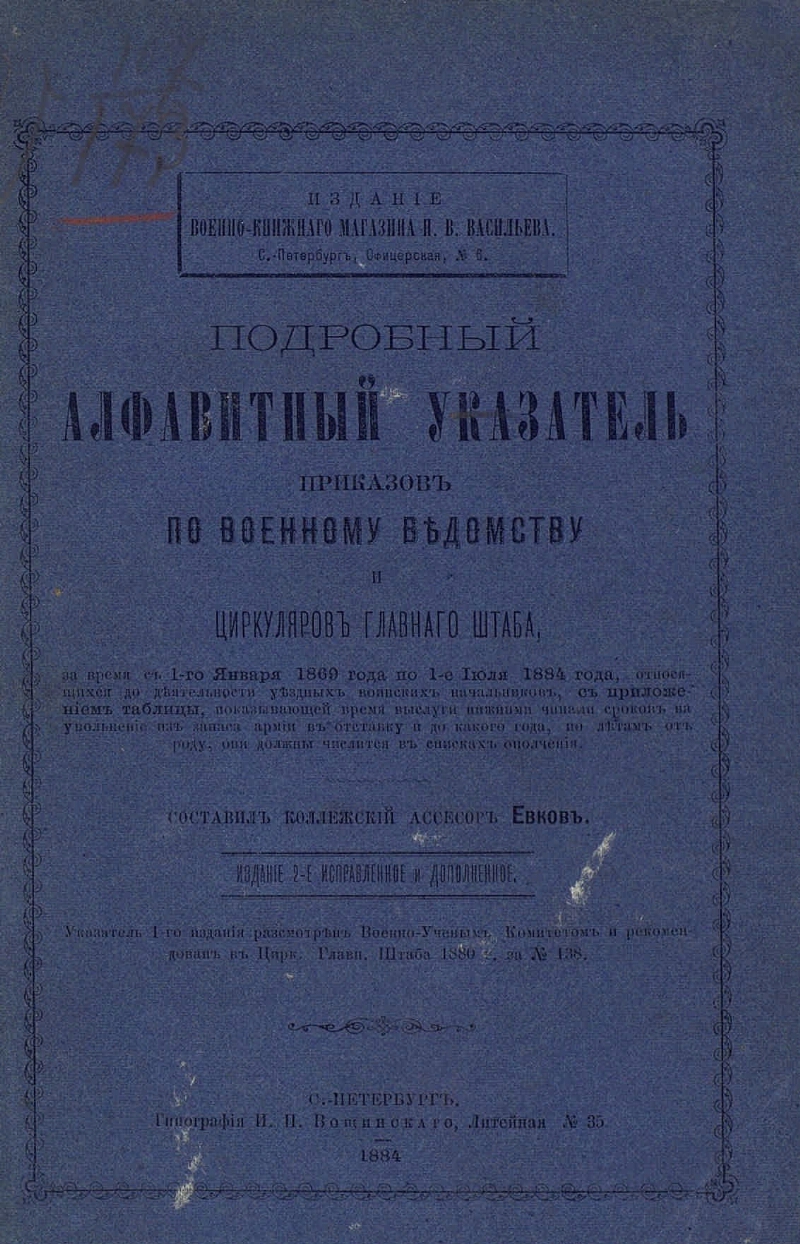 ИЗДАНІЕ
ВОЕННО-КНИЖНАГО МАГАЗИНА Н. В. ВАСИЛЬЕВА.
С.-Петербургъ, Офицерская, № 6.
ПОДРОБНЫЙ
АЛФАВИТНЫЙ УКАЗАТЕЛЬ
ПРИКАЗОВЪ
ПО ВОЕННОМУ ВѢДОМСТВУ
И
ЦИРКУЛЯРОВЪ ГЛАВНАГО ШТАБА,
за время съ 1-го Января 1869 года по 1-е Іюля 1884 года, относя-
щихся до дѣятельности уѣздныхъ воинскихъ начальниковъ, съ приложе-
ніемъ таблицы, показывающей время выслуги нижними чинами сроковъ на
увольненіе изъ запаса арміи въ отставку и до какого года, по лѣтамъ отъ
роду, они должны числится въ спискахъ ополченія.
СОСТАВИЛЪ КОЛЛЕЖСКІЙ АССЕСОРЪ Евковъ.
ИЗДАНІЕ 2-Е ИСПРАВЛЕННОЕ и ДОПОЛНЕННОЕ.
Указатель 1-го изданія разсмотрѣнъ Военно-Ученымъ Комитетомъ и рекомен-
дованъ въ Цирк. Главн. Штаба 1880 г. за № 138.
С.-ПЕТЕРБУРГЪ.
Типографія И. П. Вощинскаго, Литейная № 35
1884